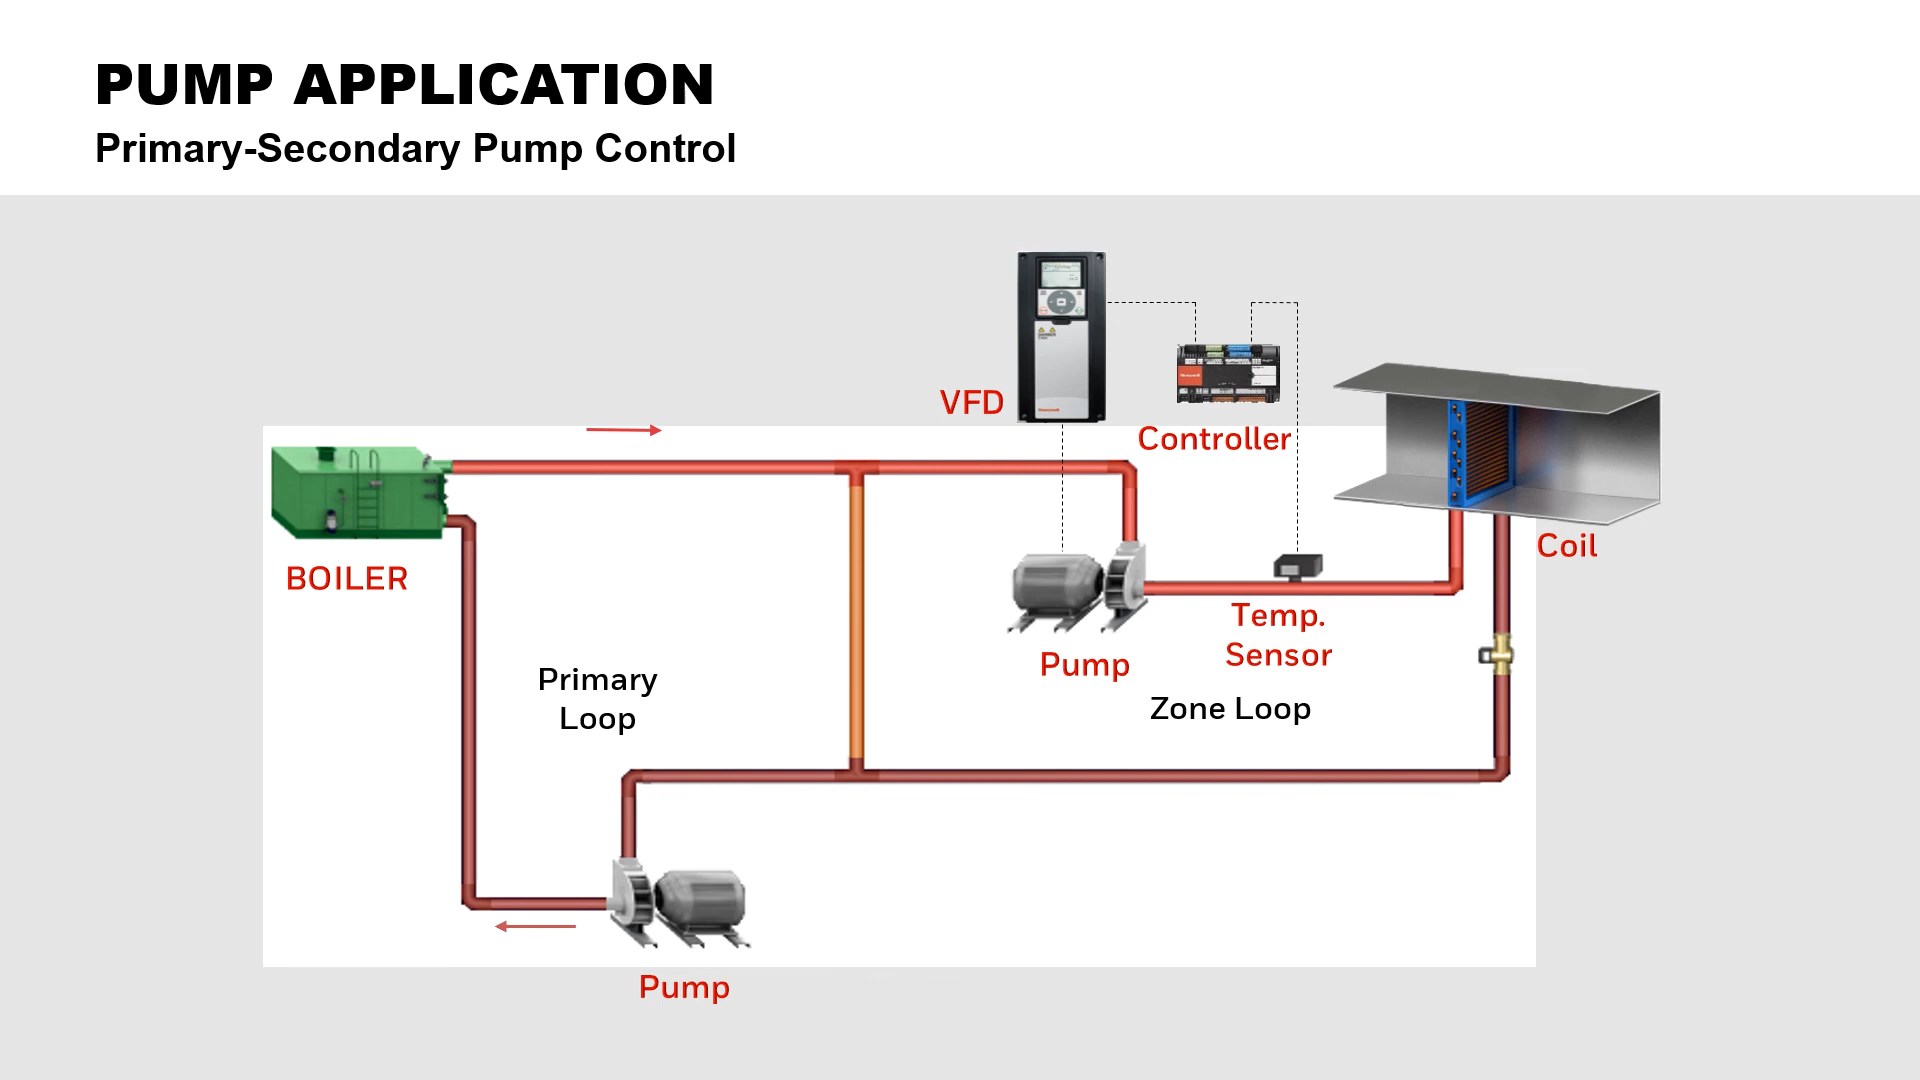 PUMP APPLICATION
Primary-Secondary Pump Control
VFD
Controller
BOILER
Coil
Temp.
Sensor
Pump
Primary
Loop
Zone Loop
Pump